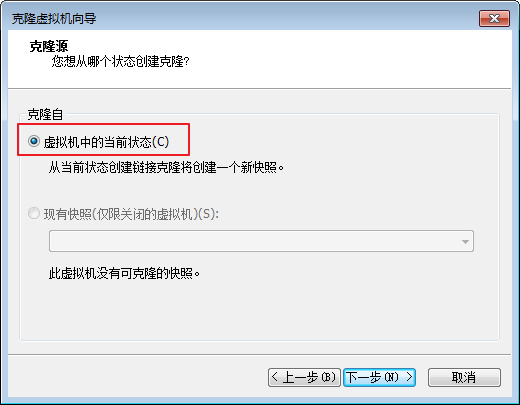 克隆虚拟机向导
克隆源
您想从哪个状态创建克隆?
克隆自
虚拟机中的当前状态(C)
从当前状态创建链接克隆将创建一个新快照。
现有快照(仅限关闭的虚拟机)(S):
此虚拟机没有可克隆的快照。
< 上一步(B) 下一步(N) > 取消